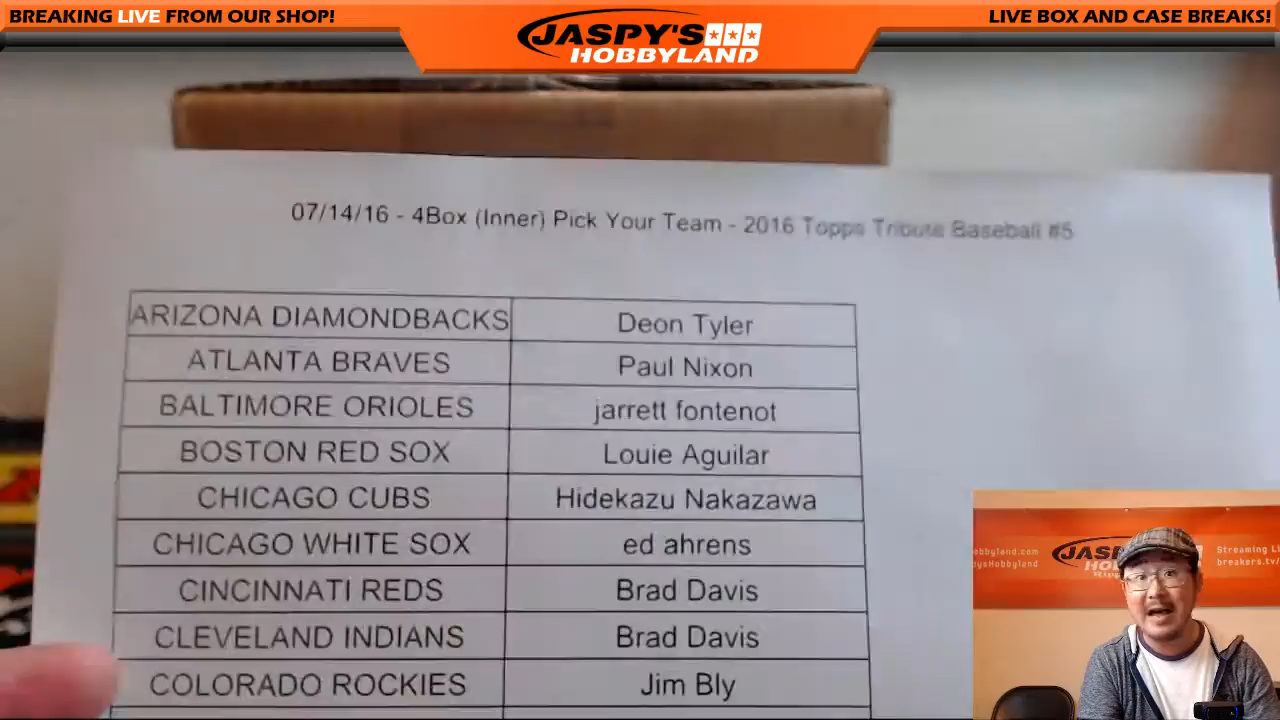 BREAKING LIVE FROM OUR SHOP!
JASPY'S
HOBBYLAND
LIVE BOX AND CASE BREAKS!
07/14/16 - 4Box (Inner) Pick Your Team - 2016 Topps Tribute Baseball #5
ARIZONA DIAMONDBACKS Deon Tyler
ATLANTA BRAVES Paul Nixon
BALTIMORE ORIOLES jarrett fontenot
BOSTON RED SOX Louie Aguilar
CHICAGO CUBS Hidekazu Nakazawa
CHICAGO WHITE SOX ed ahrens
CINCINNATI REDS Brad Davis
CLEVELAND INDIANS Brad Davis
COLORADO ROCKIES Jim Bly
Streaming
breakers.tv/